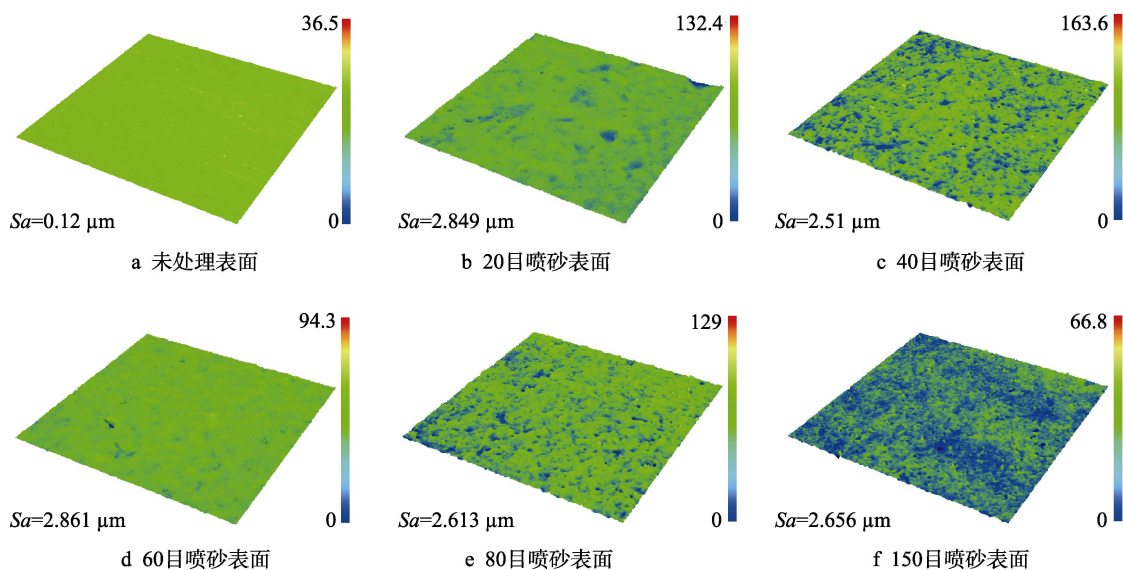 36.5
0
Sa=0.12 μm
a 未处理表面
132.4
0
Sa=2.849 μm
b 20目喷砂表面
163.6
0
Sa=2.51 μm
c 40目喷砂表面
94.3
0
Sa=2.861 μm
d 60目喷砂表面
129
0
Sa=2.613 μm
e 80目喷砂表面
66.8
0
Sa=2.656 μm
f 150目喷砂表面